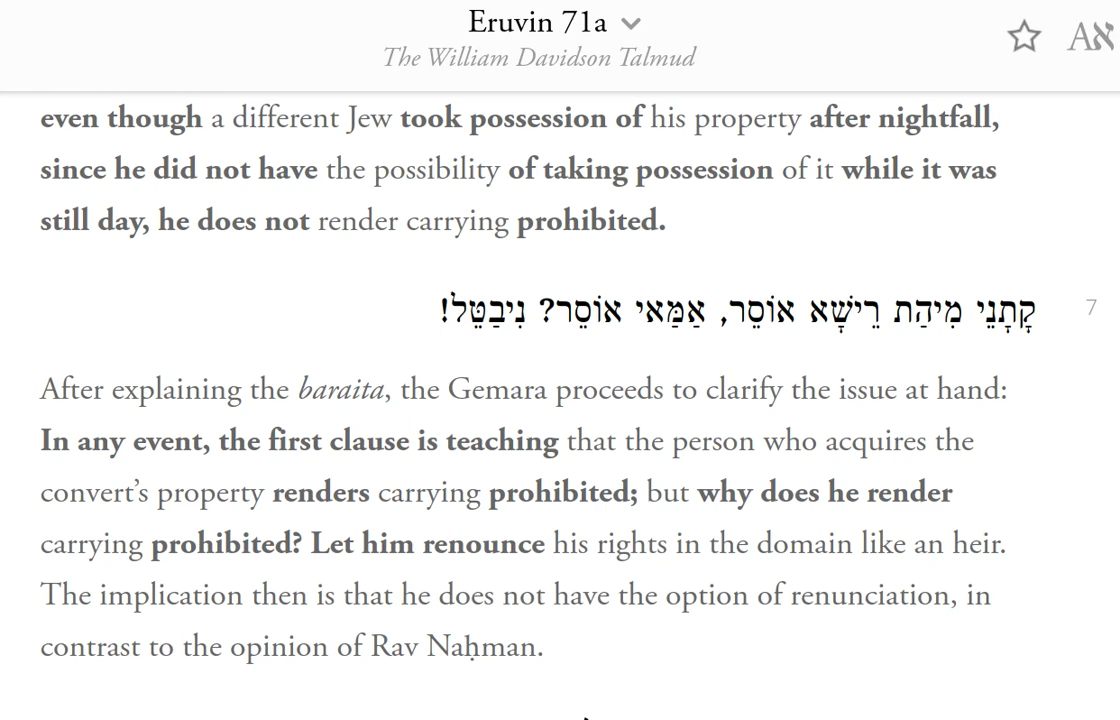 Eruvin 71a
The William Davidson Talmud
Aא
even though a different Jew took possession of his property after nightfall,
since he did not have the possibility of taking possession of it while it was
still day, he does not render carrying prohibited.
קָתָנֵי מִיהַת רֵישָׁא אוֹסֵר, אַמַּאי אוֹסֵר? נִיבַטֵּל!
7
After explaining the baraita, the Gemara proceeds to clarify the issue at hand:
In any event, the first clause is teaching that the person who acquires the
convert’s property renders carrying prohibited; but why does he render
carrying prohibited? Let him renounce his rights in the domain like an heir.
The implication then is that he does not have the option of renunciation, in
contrast to the opinion of Rav Naḥman.